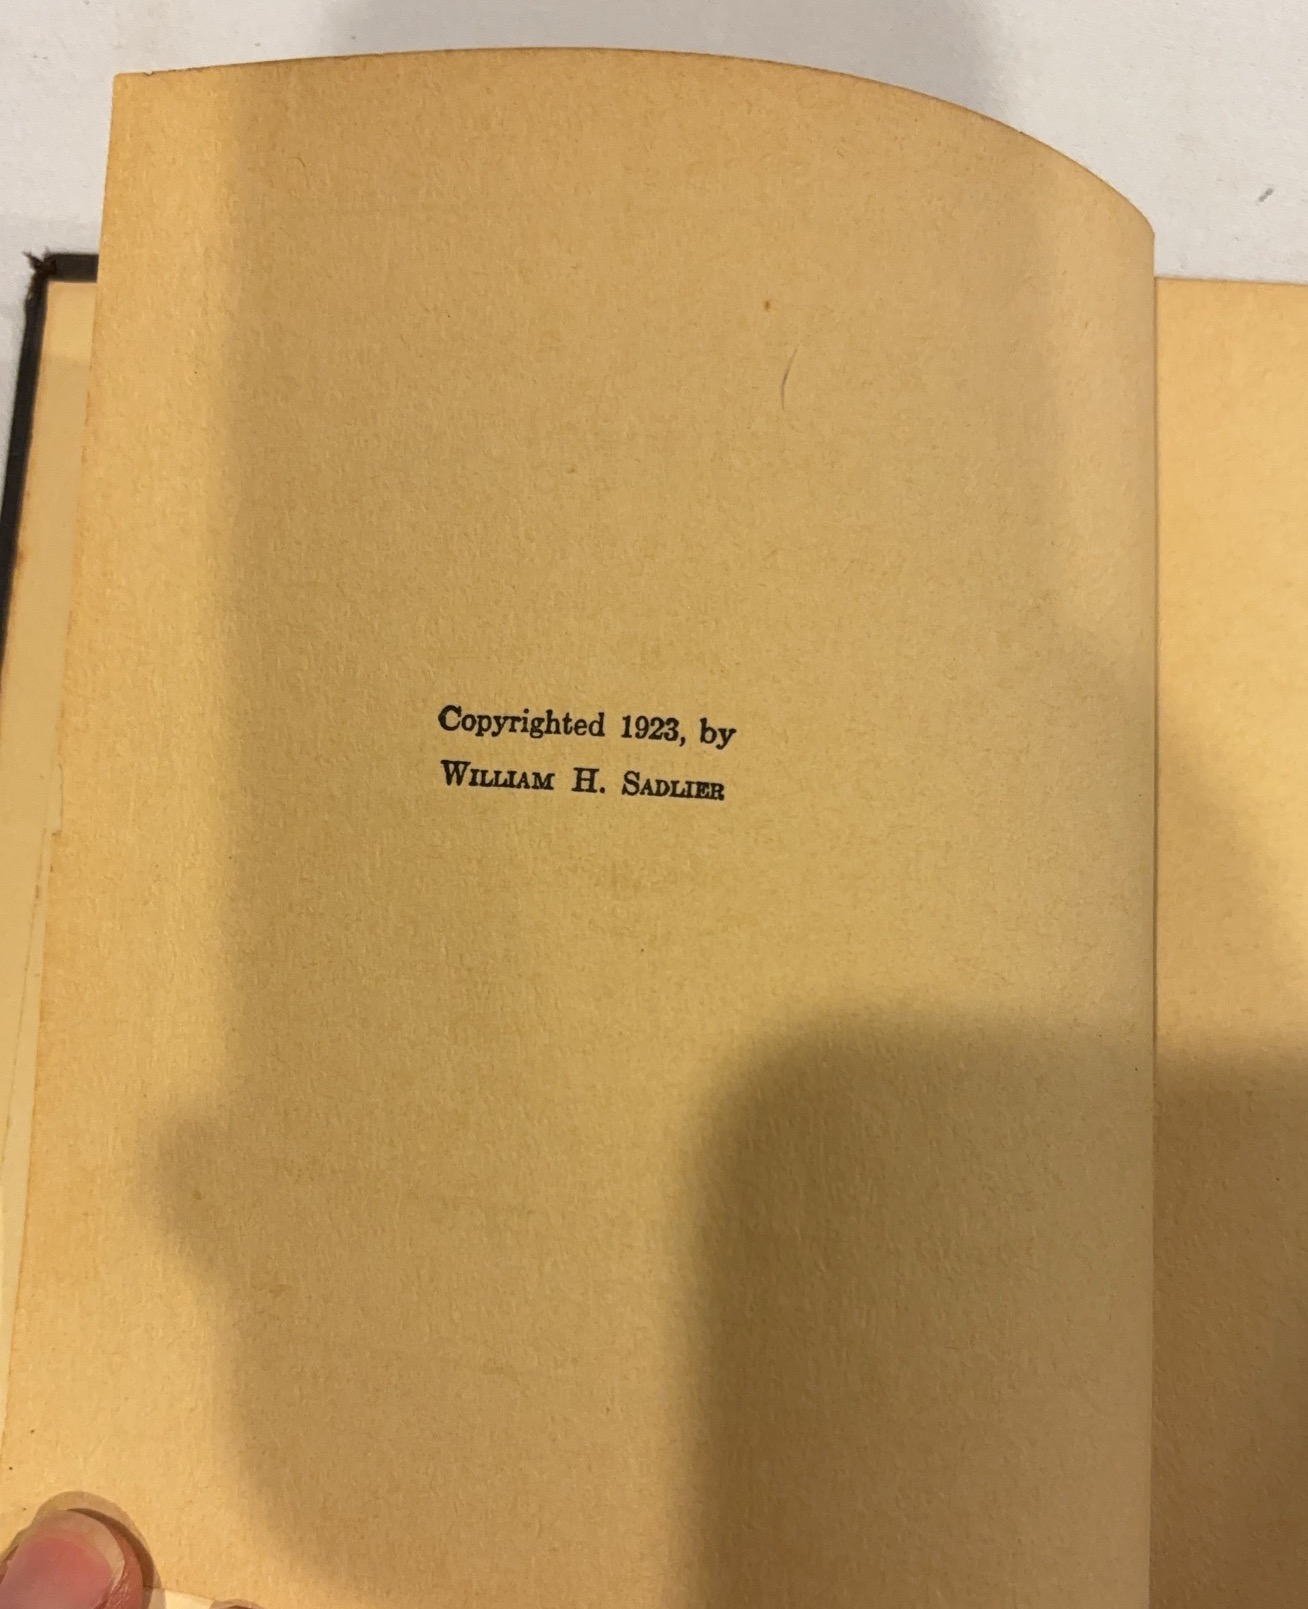 Copyrighted 1923, by
WILLIAM H. SADLIER